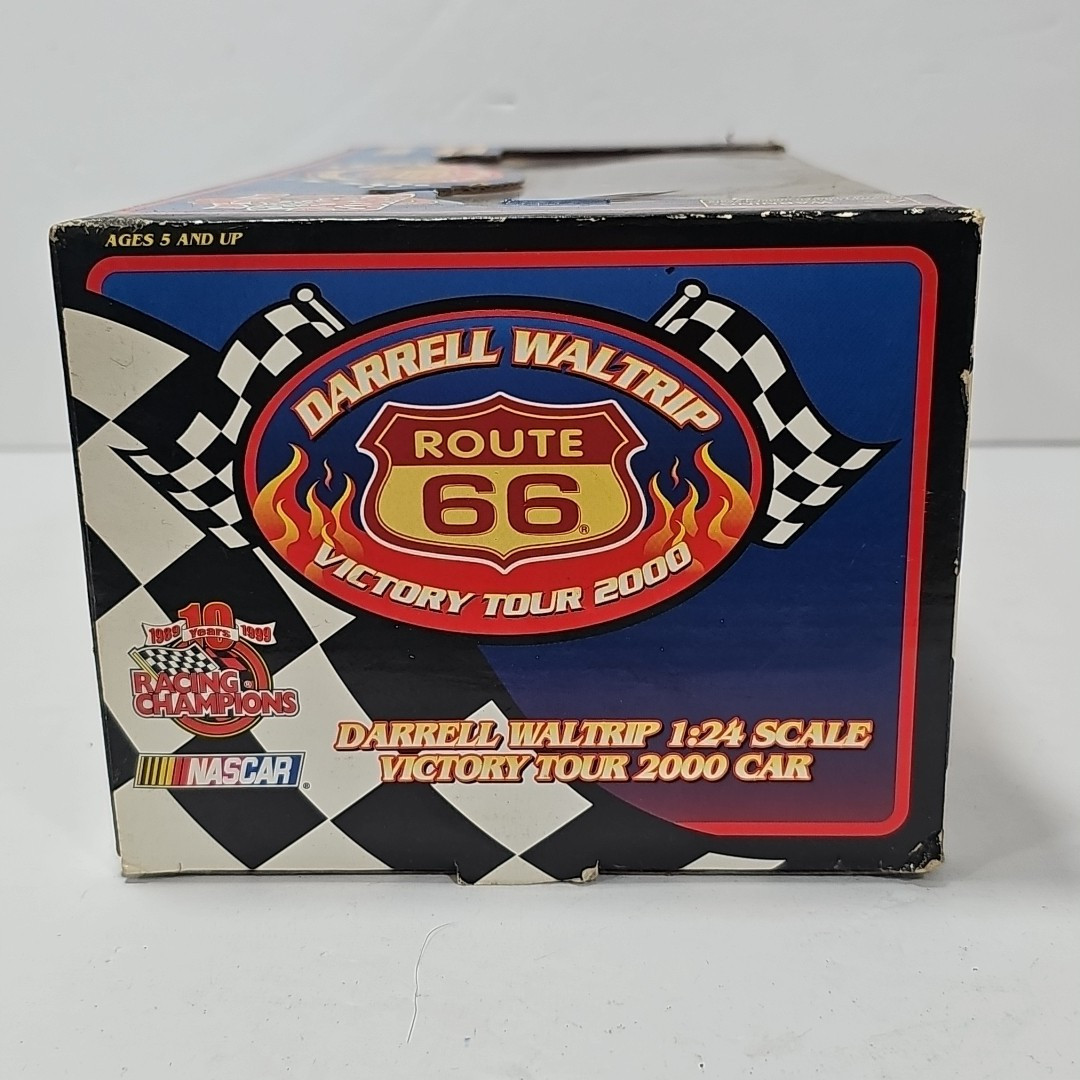 AGES 5 AND UP
DARRELL WALTRIP
ROUTE
66®
VICTORY TOUR 2000
10
1989 Years 1999
RACING®
CHAMPIONS
NASCAR®
DARRELL WALTRIP 1:24 SCALE
VICTORY TOUR 2000 CAR